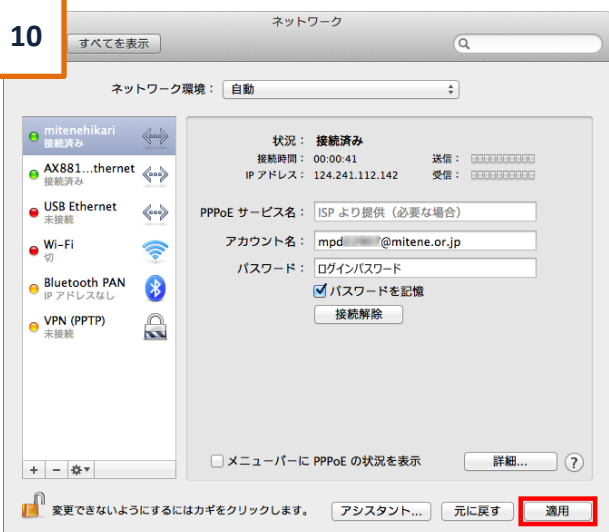 10
ネットワーク
すべてを表示
ネットワーク環境： 自動
mitenehikari
接続済み
AX881...thernet
接続済み
USB Ethernet
未接続
Wi-Fi
切
Bluetooth PAN
IP アドレスなし
VPN (PPTP)
未接続
状況： 接続済み
接続時間： 00:00:41 送信：
IP アドレス： 124.241.112.142 受信：
PPPoE サービス名： ISP より提供（必要な場合）
アカウント名： mpd @mitene.or.jp
パスワード： ログインパスワード
パスワードを記憶
接続解除
メニューバーに PPPoE の状況を表示 詳細... ?
変更できないようにするにはカギをクリックします。 アシスタント... 元に戻す 適用